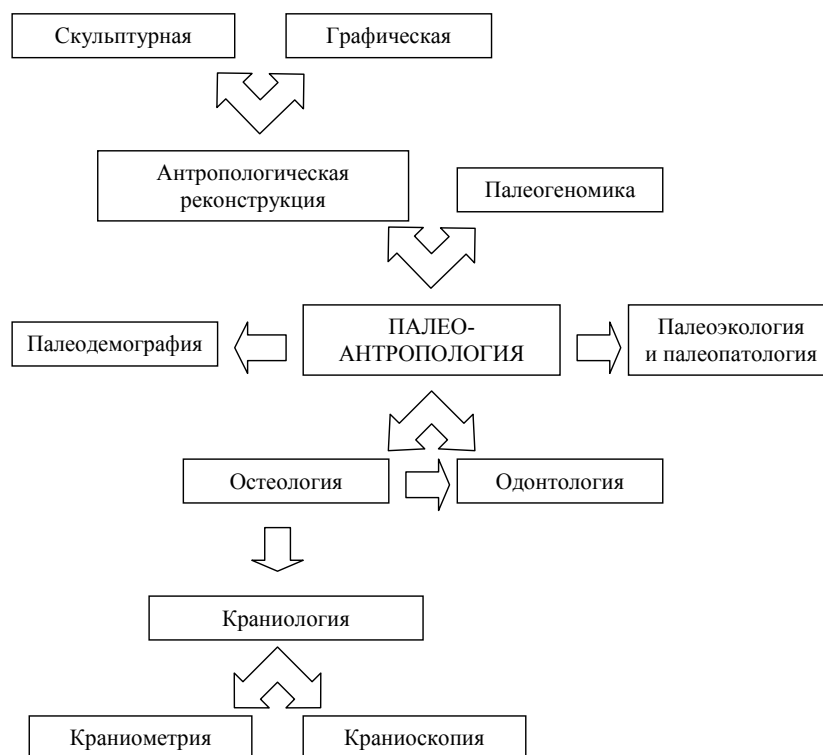 Скульптурная
Графическая
Антропологическая
реконструкция
Палеогеномика
Палеодемография
ПАЛЕО-
АНТРОПОЛОГИЯ
Палеоэкология
и палеопатология
Остеология
Одонтология
Краниология
Краниометрия
Краниоскопия